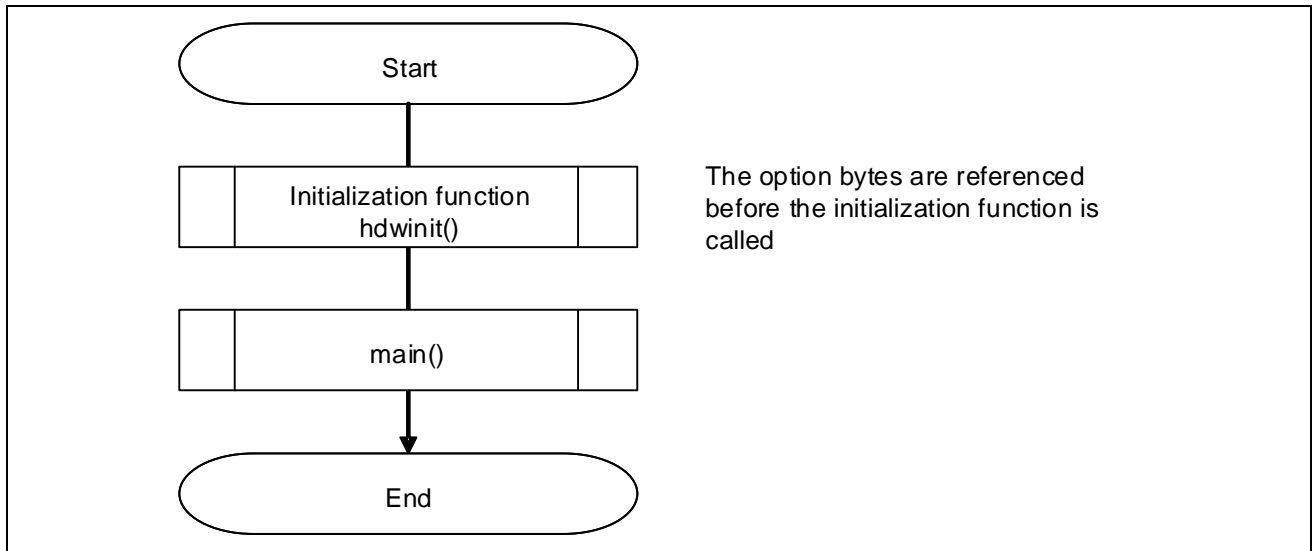 Start
Initialization function
hdwinit()
The option bytes are referenced
before the initialization function is
called
main()
End